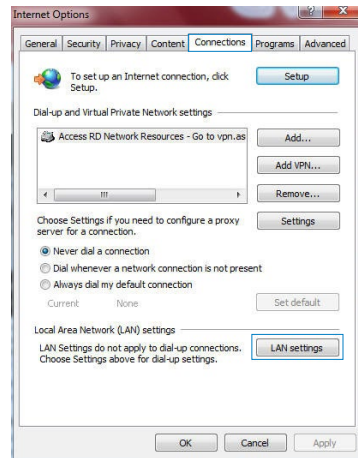 Internet Options
General Security Privacy Content Connections Programs Advanced
To set up an Internet connection, click
Setup.
Setup
Dial-up and Virtual Private Network settings
Access RD Network Resources - Go to vpn.as
Add...
Add VPN...
Remove...
Choose Settings if you need to configure a proxy
server for a connection.
Settings
Never dial a connection
Dial whenever a network connection is not present
Always dial my default connection
Current None
Set default
Local Area Network (LAN) settings
LAN Settings do not apply to dial-up connections.
Choose Settings above for dial-up settings.
LAN settings
OK Cancel Apply